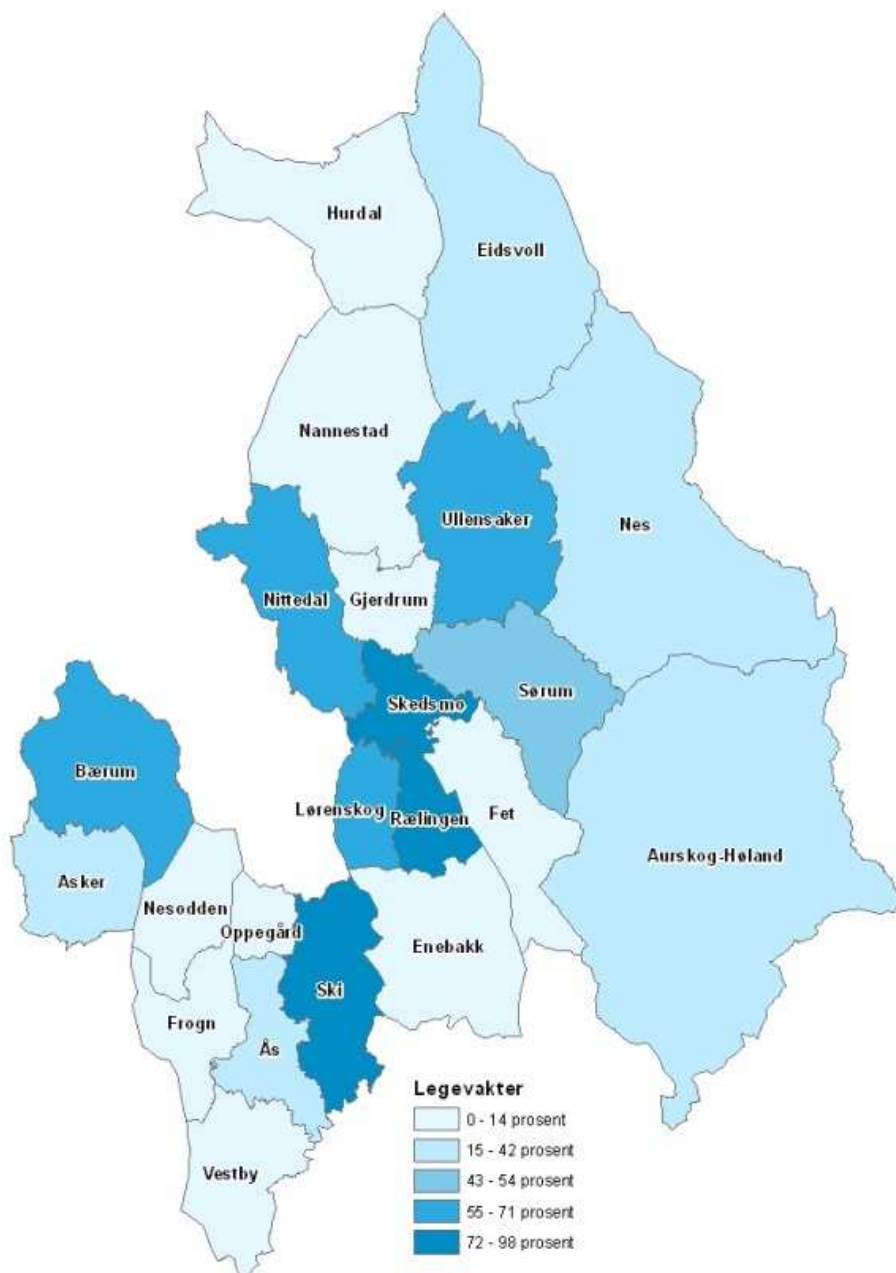 Hurdal
Eidsvoll
Nannestad
Ullensaker
Nes
Nittedal
Gjerdrum
Skedsmo
Sørum
Bærum
Lørenskog
Rælingen
Fet
Aurskog-Høland
Asker
Nesodden
Oppegård
Enebakk
Ski
Frogn
Ås
Vestby
Legevakter
0 - 14 prosent
15 - 42 prosent
43 - 54 prosent
55 - 71 prosent
72 - 98 prosent